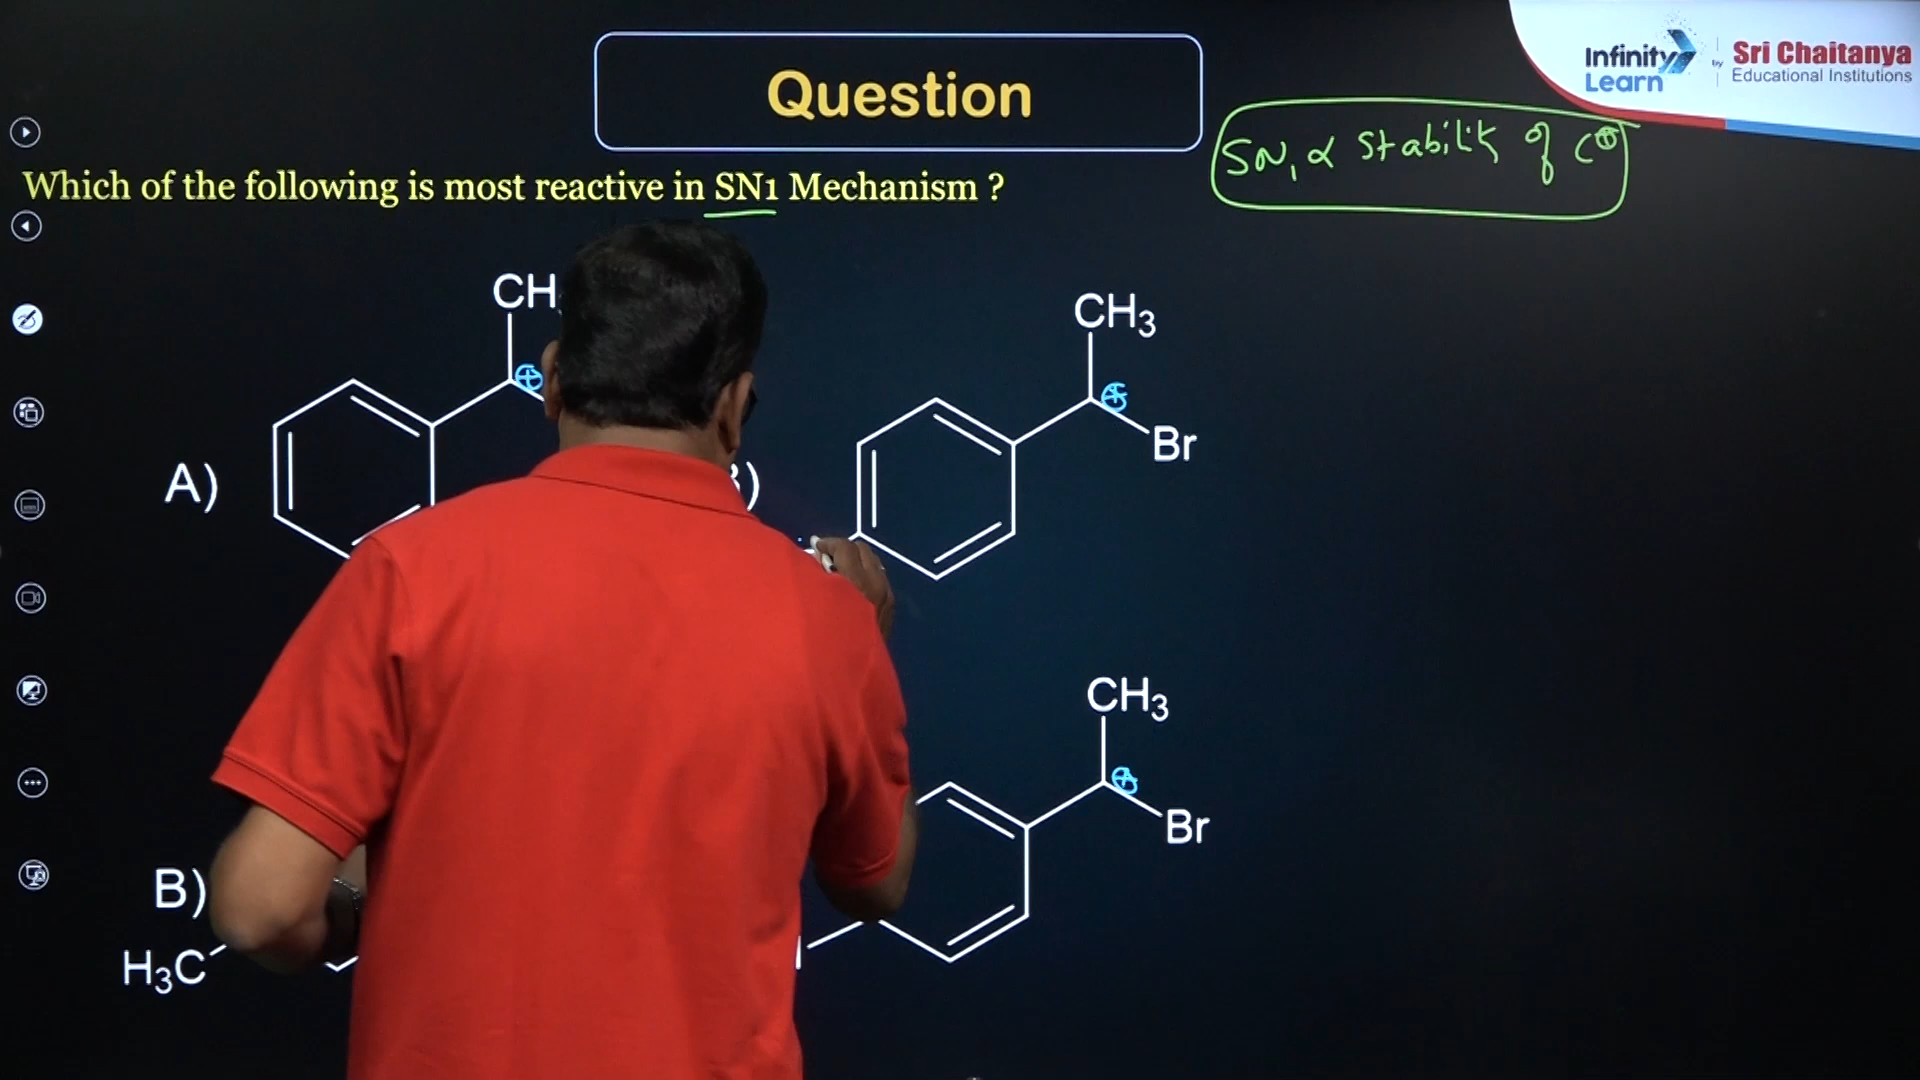 Question
Infinity Learn
by
Sri Chaitanya
Educational Institutions
SN₁ ∝ stability of C⊕
Which of the following is most reactive in SN1 Mechanism ?
CH
⊕
CH₃
⊕
Br
A)
)
CH₃
⊕
Br
B)
H₃C